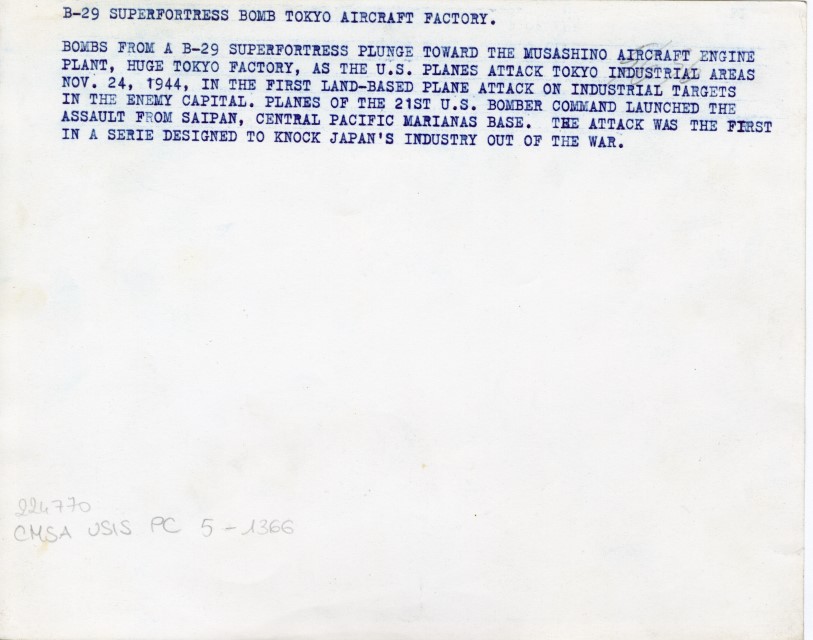 B-29 SUPERFORTRESS BOMB TOKYO AIRCRAFT FACTORY.
BOMBS FROM A B-29 SUPERFORTRESS PLUNGE TOWARD THE MUSASHINO AIRCRAFT ENGINE
PLANT, HUGE TOKYO FACTORY, AS THE U.S. PLANES ATTACK TOKYO INDUSTRIAL AREAS
NOV. 24, 1944, IN THE FIRST LAND-BASED PLANE ATTACK ON INDUSTRIAL TARGETS
IN THE ENEMY CAPITAL. PLANES OF THE 21ST U.S. BOMBER COMMAND LAUNCHED THE
ASSAULT FROM SAIPAN, CENTRAL PACIFIC MARIANAS BASE. THE ATTACK WAS THE FIRST
IN A SERIE DESIGNED TO KNOCK JAPAN'S INDUSTRY OUT OF THE WAR.
224770
CMSA USIS PC 5-1366